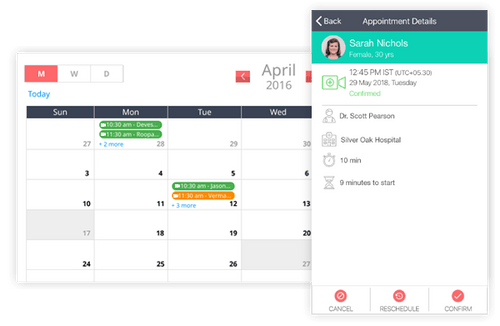 M W D
April
2016
Today
Sun Mon Tue Wed
10:30 am - Deves...
11:30 am - Roopa...
27 + 2 more 28 29 30
3 4 5 6
10:30 am - Jason...
11:30 am - Verma...
10 11 + 3 more 12 13
17 18 19 20
24 25 26 27
Back Appointment Details
Sarah Nichols
Female, 30 yrs
12:45 PM IST (UTC+05:30)
29 May 2018, Tuesday
Confirmed
Dr. Scott Pearson
Silver Oak Hospital
10 min
9 minutes to start
CANCEL RESCHEDULE CONFIRM